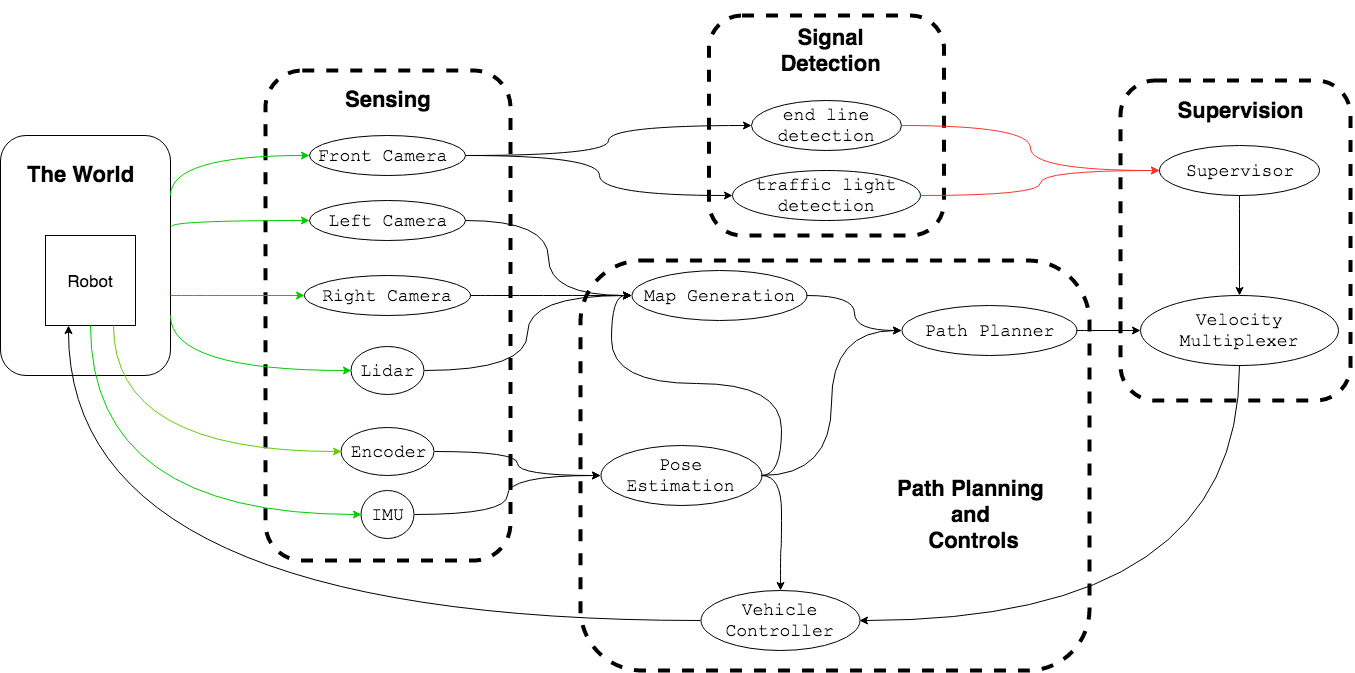 The World
Robot
Sensing
Front Camera
Left Camera
Right Camera
Lidar
Encoder
IMU
Signal
Detection
end line
detection
traffic light
detection
Supervision
Supervisor
Velocity
Multiplexer
Map Generation
Path Planner
Pose
Estimation
Path Planning
and
Controls
Vehicle
Controller